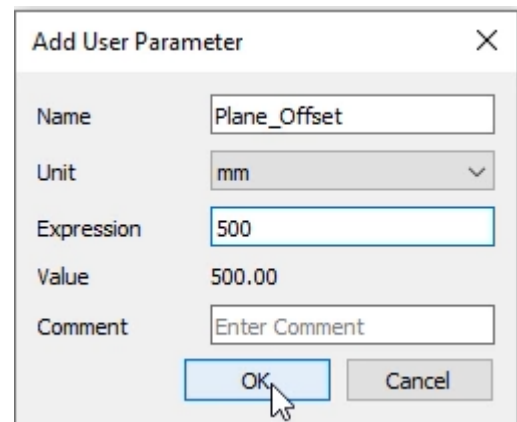 Add User Parameter
Name Plane_Offset
Unit mm
Expression 500
Value 500.00
Comment Enter Comment
OK Cancel